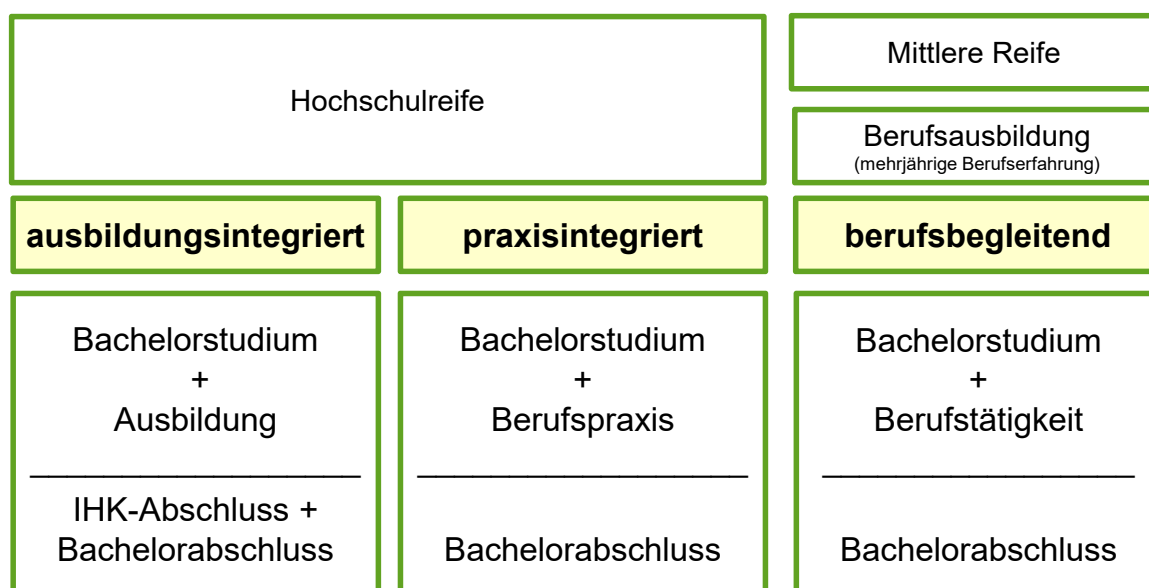 Hochschulreife
Mittlere Reife
Berufsausbildung
(mehrjährige Berufserfahrung)
ausbildungsintegriert
praxisintegriert
berufsbegleitend
Bachelorstudium
+
Ausbildung
IHK-Abschluss +
Bachelorabschluss
Bachelorstudium
+
Berufspraxis
Bachelorabschluss
Bachelorstudium
+
Berufstätigkeit
Bachelorabschluss